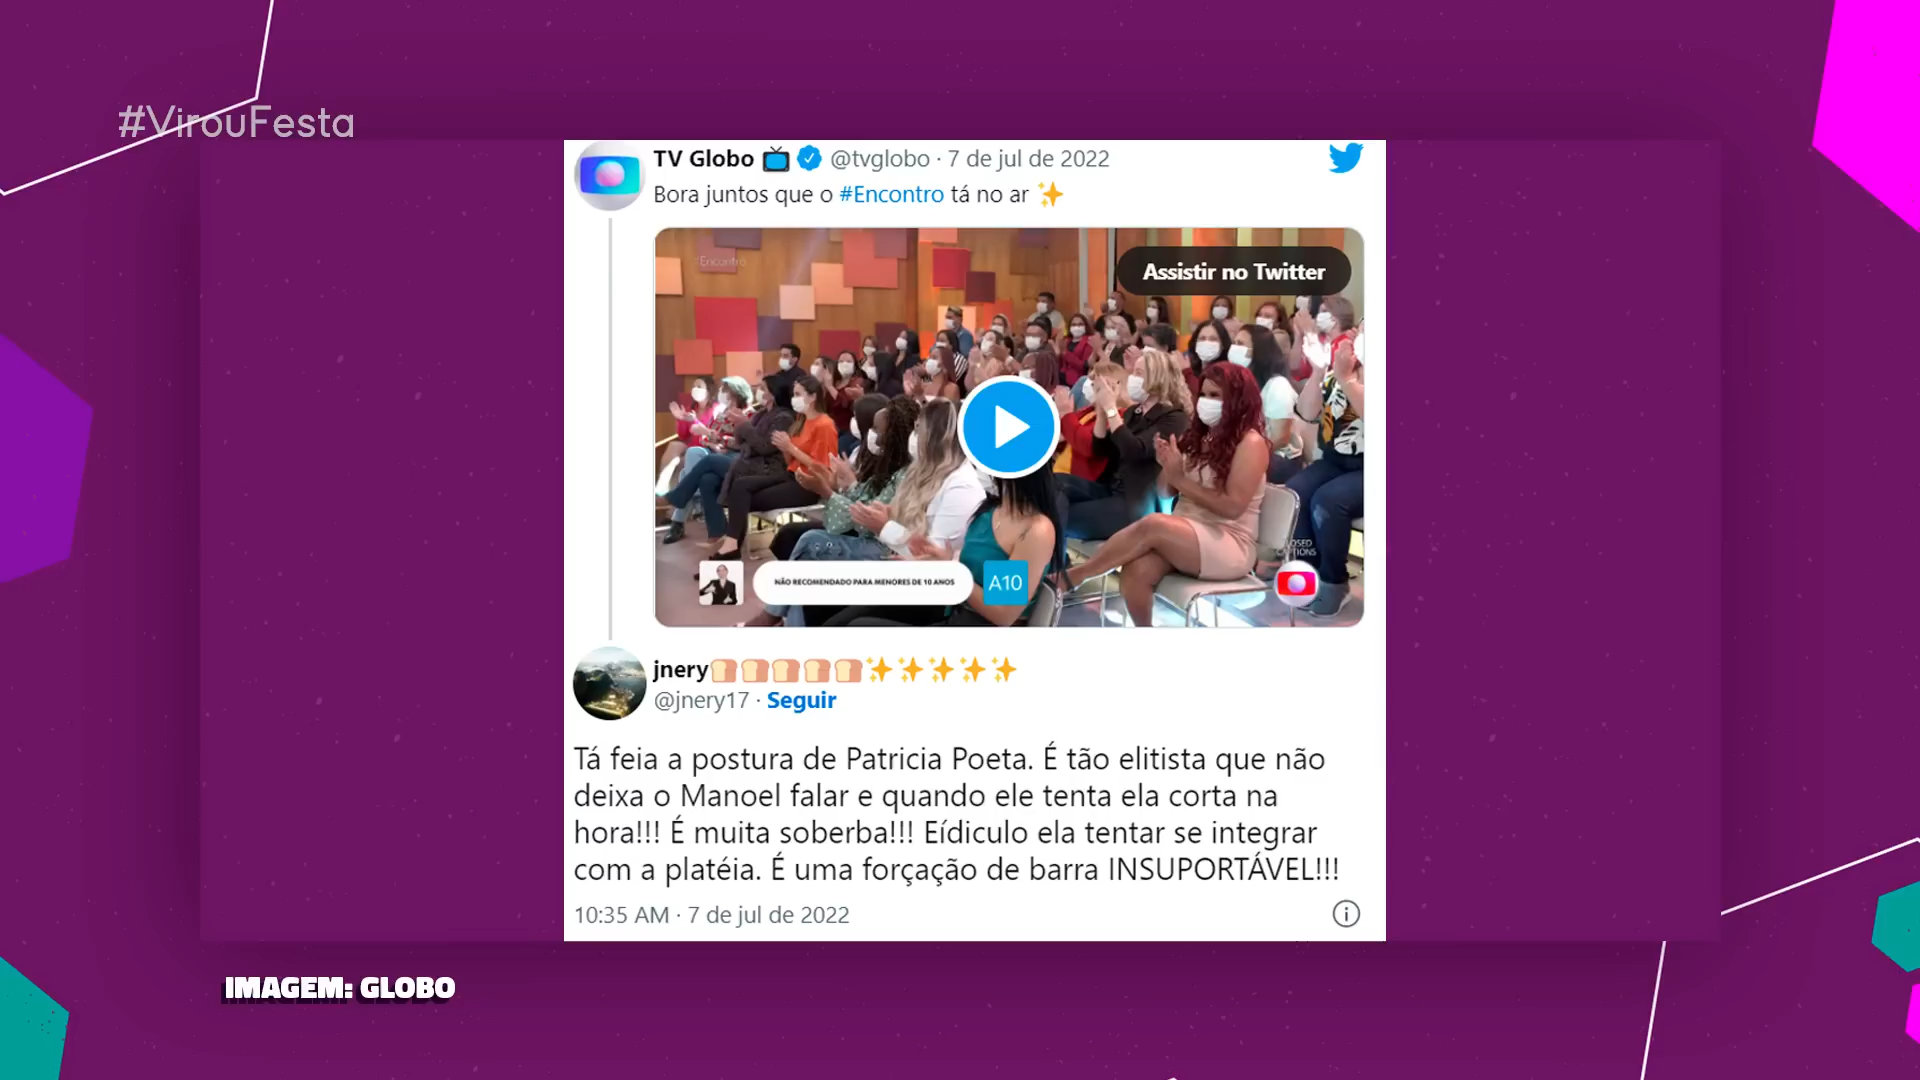 #VirouFesta
TV Globo @tvglobo · 7 de jul de 2022
Bora juntos que o #Encontro tá no ar
#Encontro
Assistir no Twitter
CLOSED
CAPTIONS
NÃO RECOMENDADO PARA MENORES DE 10 ANOS
A10
jnery
@jnery17 · Seguir
Tá feia a postura de Patricia Poeta. É tão elitista que não
deixa o Manoel falar e quando ele tenta ela corta na
hora!!! É muita soberba!!! Eídiculo ela tentar se integrar
com a platéia. É uma forçação de barra INSUPORTÁVEL!!!
10:35 AM · 7 de jul de 2022
IMAGEM: GLOBO